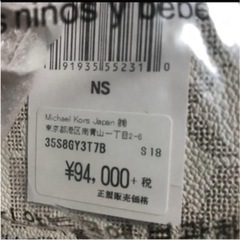 niños y bebé
91935 55231 0
NS
Michael Kors Japan ㈱
東京都港区南青山一丁目2-6
35S8GY3T7B S18
¥94,000+税
正規販売価格